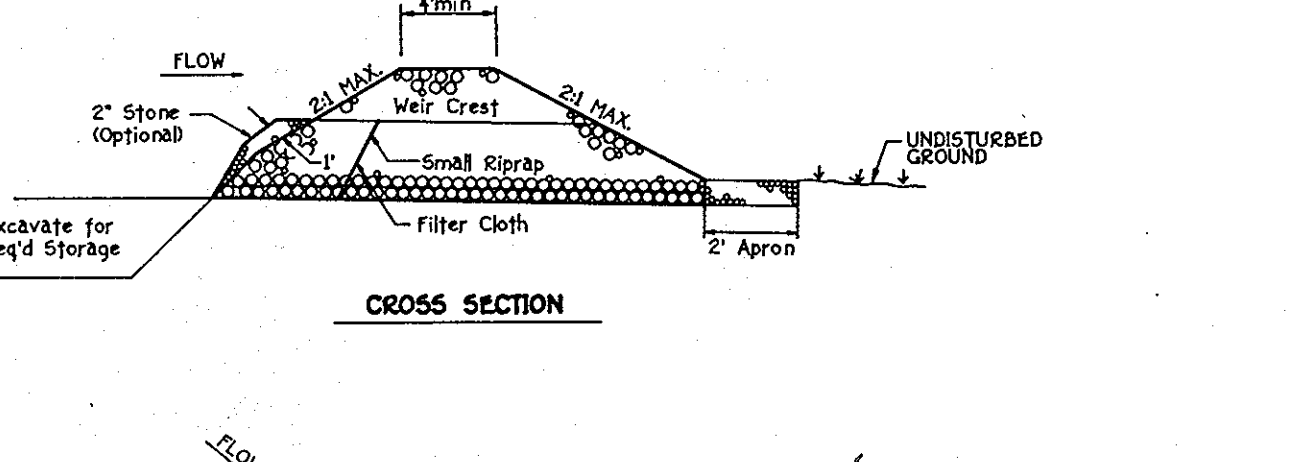 4'min
FLOW
2:1 MAX.
2:1 MAX.
2" Stone
(Optional)
Weir Crest
UNDISTURBED
GROUND
1'
Small Riprap
xcavate for
eq'd Storage
Filter Cloth
2' Apron
CROSS SECTION
FLO